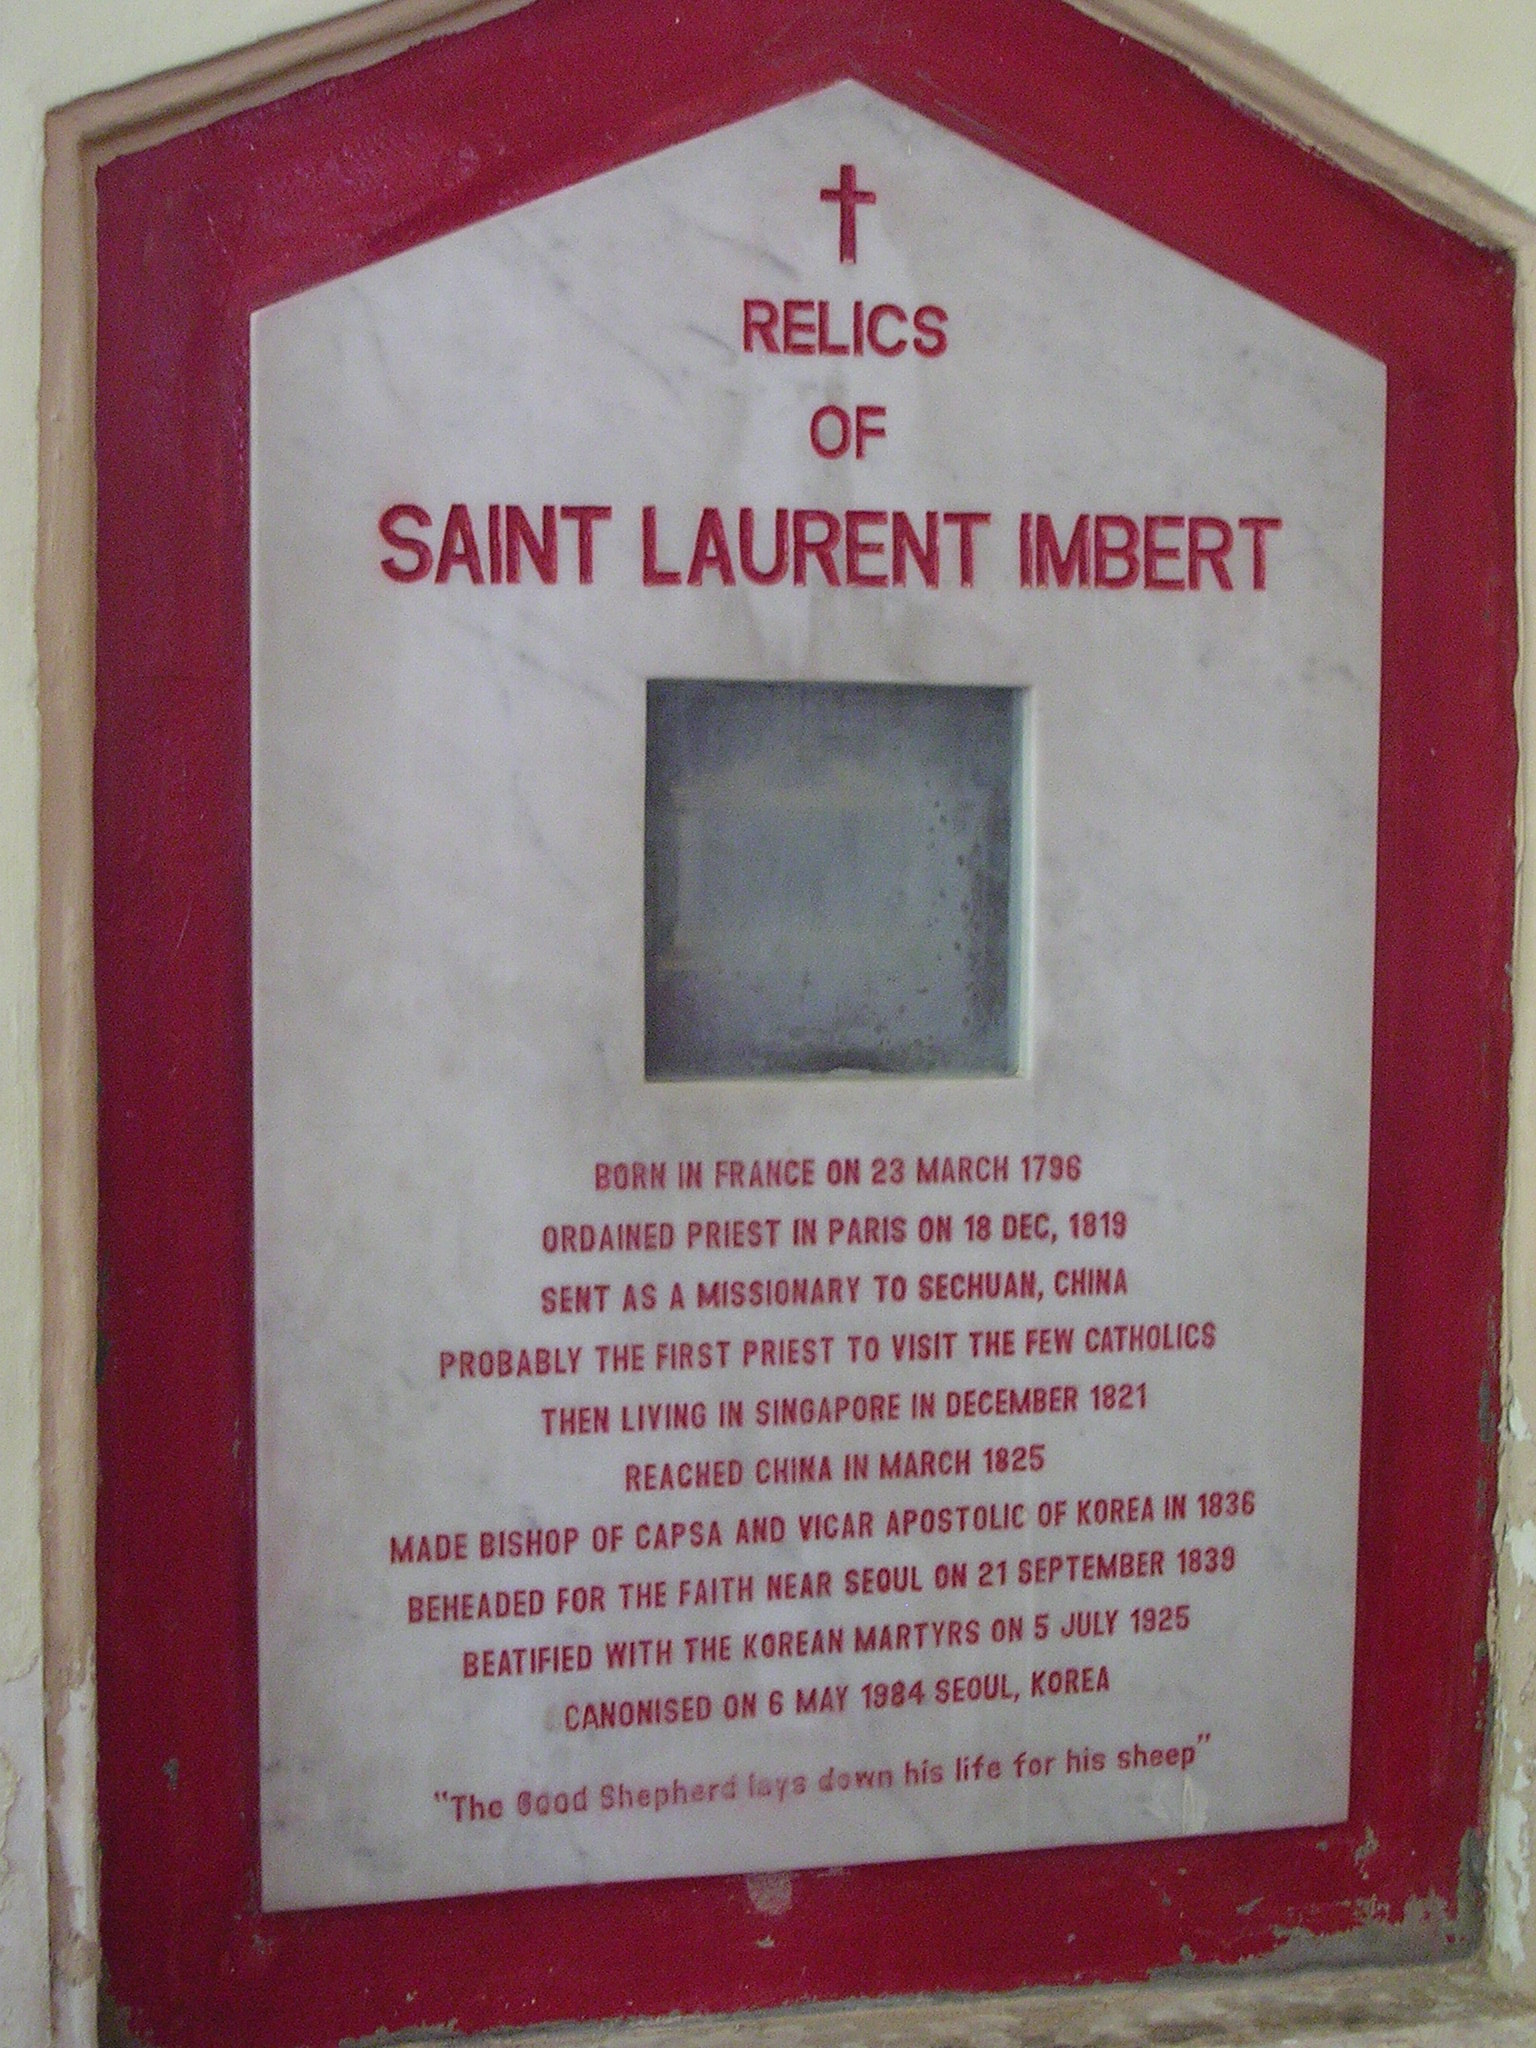 RELICS
OF
SAINT LAURENT IMBERT
BORN IN FRANCE ON 23 MARCH 1796
ORDAINED PRIEST IN PARIS ON 18 DEC, 1819
SENT AS A MISSIONARY TO SECHUAN, CHINA
PROBABLY THE FIRST PRIEST TO VISIT THE FEW CATHOLICS
THEN LIVING IN SINGAPORE IN DECEMBER 1821
REACHED CHINA IN MARCH 1825
MADE BISHOP OF CAPSA AND VICAR APOSTOLIC OF KOREA IN 1836
BEHEADED FOR THE FAITH NEAR SEOUL ON 21 SEPTEMBER 1839
BEATIFIED WITH THE KOREAN MARTYRS ON 5 JULY 1925
CANONISED ON 6 MAY 1984 SEOUL, KOREA
"The Good Shepherd lays down his life for his sheep"